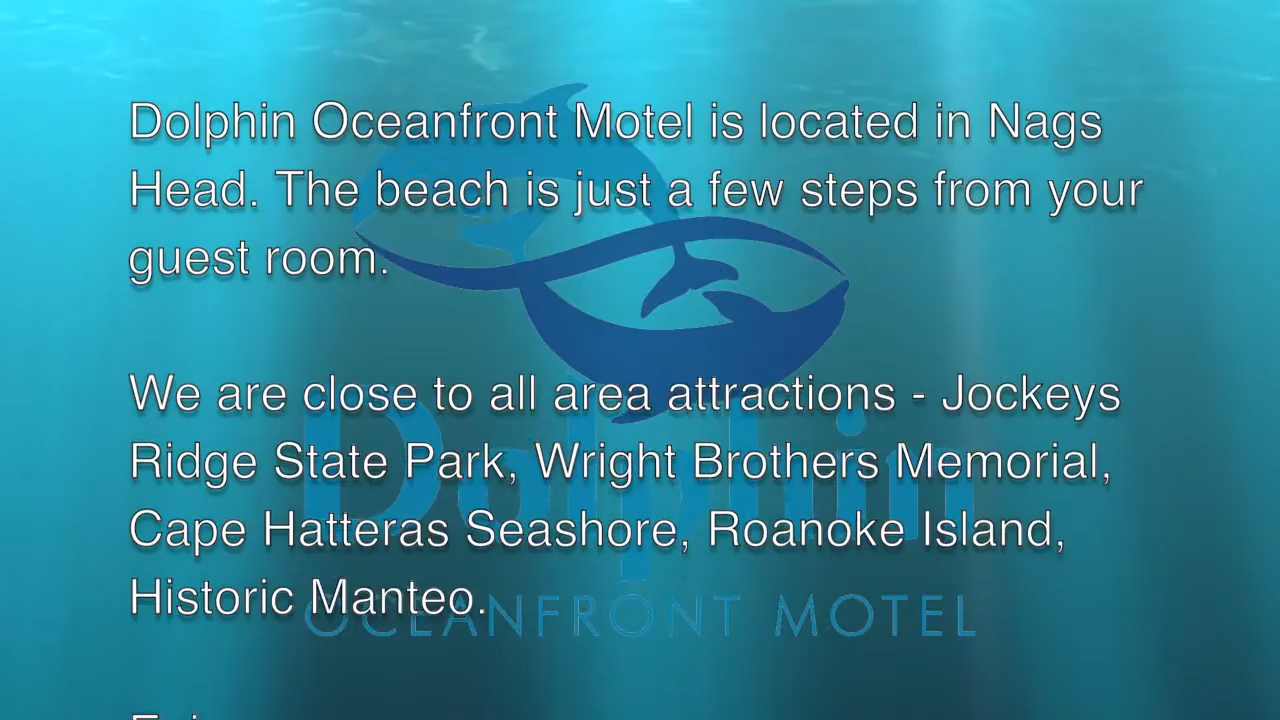 Dolphin Oceanfront Motel is located in Nags
Head. The beach is just a few steps from your
guest room.
We are close to all area attractions - Jockeys
Ridge State Park, Wright Brothers Memorial,
Cape Hatteras Seashore, Roanoke Island,
Historic Manteo.
Dolphin
OCEANFRONT MOTEL